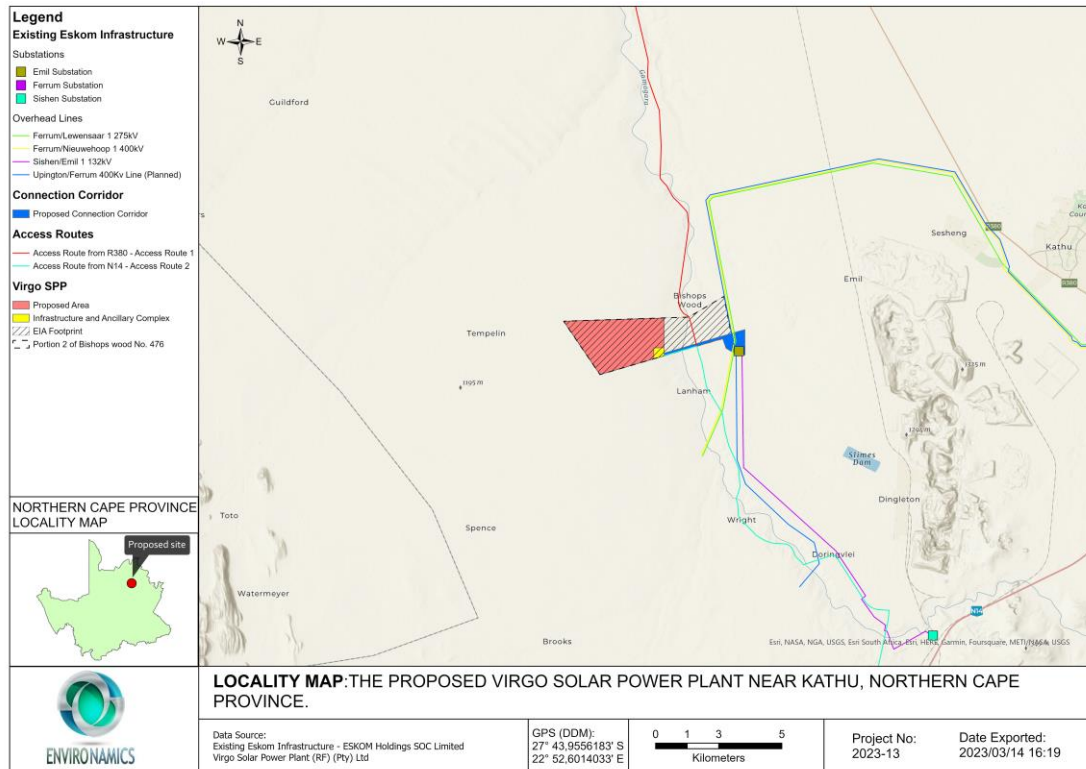 Legend
Existing Eskom Infrastructure
Substations
Emil Substation
Ferrum Substation
Sishen Substation
Overhead Lines
Ferrum/Lewensaar 1 275kV
Ferrum/Nieuwehoop 1 400kV
Sishen/Emil 1 132kV
Upington/Ferrum 400Kv Line (Planned)
Connection Corridor
Proposed Connection Corridor
Access Routes
Access Route from R380 - Access Route 1
Access Route from N14 - Access Route 2
Virgo SPP
Proposed Area
Infrastructure and Ancillary Complex
EIA Footprint
Portion 2 of Bishops wood No. 476
NORTHERN CAPE PROVINCE
LOCALITY MAP
Proposed site
ENVIRONAMICS
N
W E
S
Guildford
Gamagara
Sesheng
R380
Kathu
R380
Emil
Bishops
Wood
Tempelin
1195 m
Lanham
1315 m
Slimes
Dam
Dingleton
Toto
Spence
Wright
Doringvlei
Watermeyer
Brooks
N14
Esri, NASA, NGA, USGS, Esri South Africa, Esri, HERE, Garmin, Foursquare, METI/NASA, USGS
LOCALITY MAP:THE PROPOSED VIRGO SOLAR POWER PLANT NEAR KATHU, NORTHERN CAPE
PROVINCE.
Data Source:
Existing Eskom Infrastructure - ESKOM Holdings SOC Limited
Virgo Solar Power Plant (RF) (Pty) Ltd
GPS (DDM):
27° 43,9556183' S
22° 52,6014033' E
0 1 3 5
Kilometers
Project No:
2023-13
Date Exported:
2023/03/14 16:19